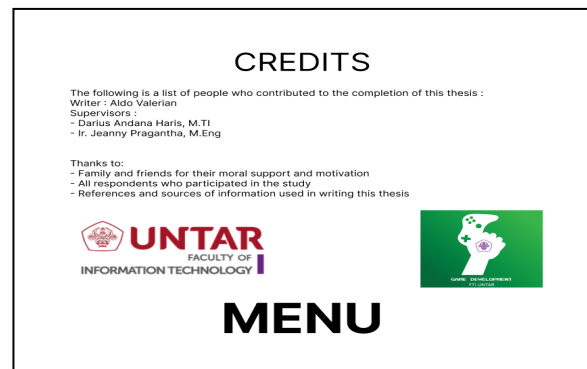 CREDITS
The following is a list of people who contributed to the completion of this thesis :
Writer : Aldo Valerian
Supervisors :
- Darius Andana Haris, M.TI
- Ir. Jeanny Pragantha, M.Eng
Thanks to:
- Family and friends for their moral support and motivation
- All respondents who participated in the study
- References and sources of information used in writing this thesis
UNTAR
FACULTY OF
INFORMATION TECHNOLOGY
GAME DEVELOPMENT
FTI UNTAR
MENU